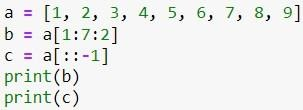 a = [1, 2, 3, 4, 5, 6, 7, 8, 9]
b = a[1:7:2]
c = a[::-1]
print(b)
print(c)